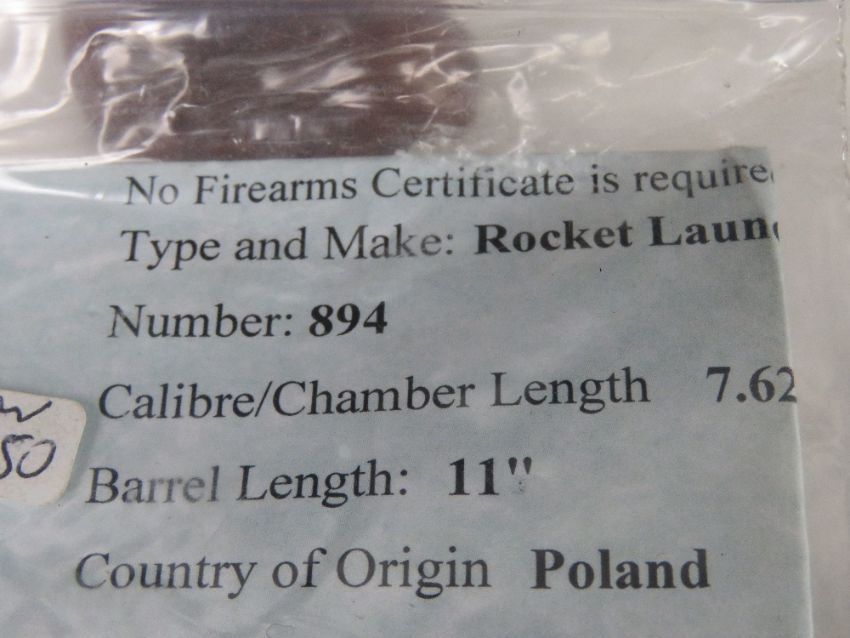 No Firearms Certificate is require
Type and Make: Rocket Laun
Number: 894
Calibre/Chamber Length 7.62
50
Barrel Length: 11"
Country of Origin Poland